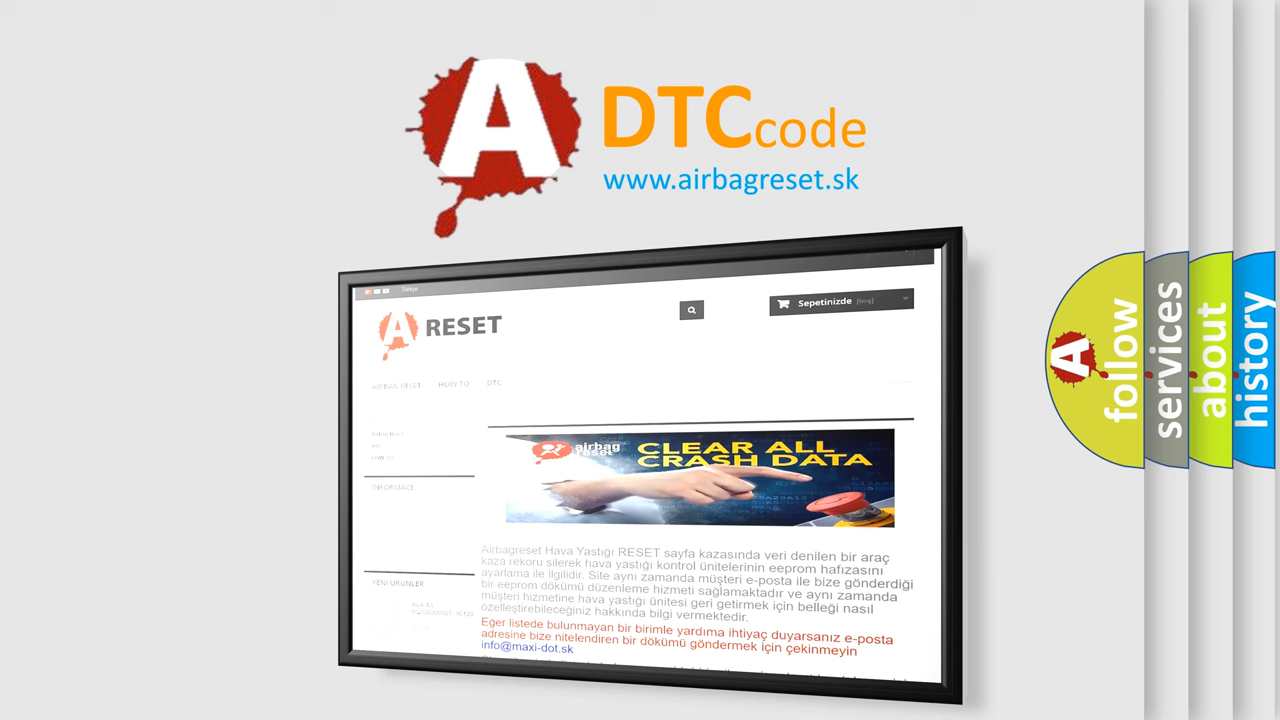 A DTCcode
www.airbagreset.sk
Türkçe
A RESET
Sepetinizde [boş]
AIRBAG RESET HOW TO DTC
INFORMACE
airbag
reset
CLEAR ALL
CRASH DATA
Airbagreset Hava Yastığı RESET sayfa kazasında veri denilen bir araç
kaza rekoru silerek hava yastığı kontrol ünitelerinin eeprom hafızasını
ayarlama ile ilgilidir. Site aynı zamanda müşteri e-posta ile bize gönderdiği
bir eeprom dökümü düzenleme hizmeti sağlamaktadır ve aynı zamanda
müşteri hizmetine hava yastığı ünitesi geri getirmek için belleği nasıl
özelleştirebileceğiniz hakkında bilgi vermektedir.
Eger listede bulunmayan bir birimle yardıma ihtiyaç duyarsanız e-posta
adresine bize nitelendiren bir dökümü göndermek için çekinmeyin
info@maxi-dot.sk
YENI ÜRÜNLER
A
follow
services
about
history